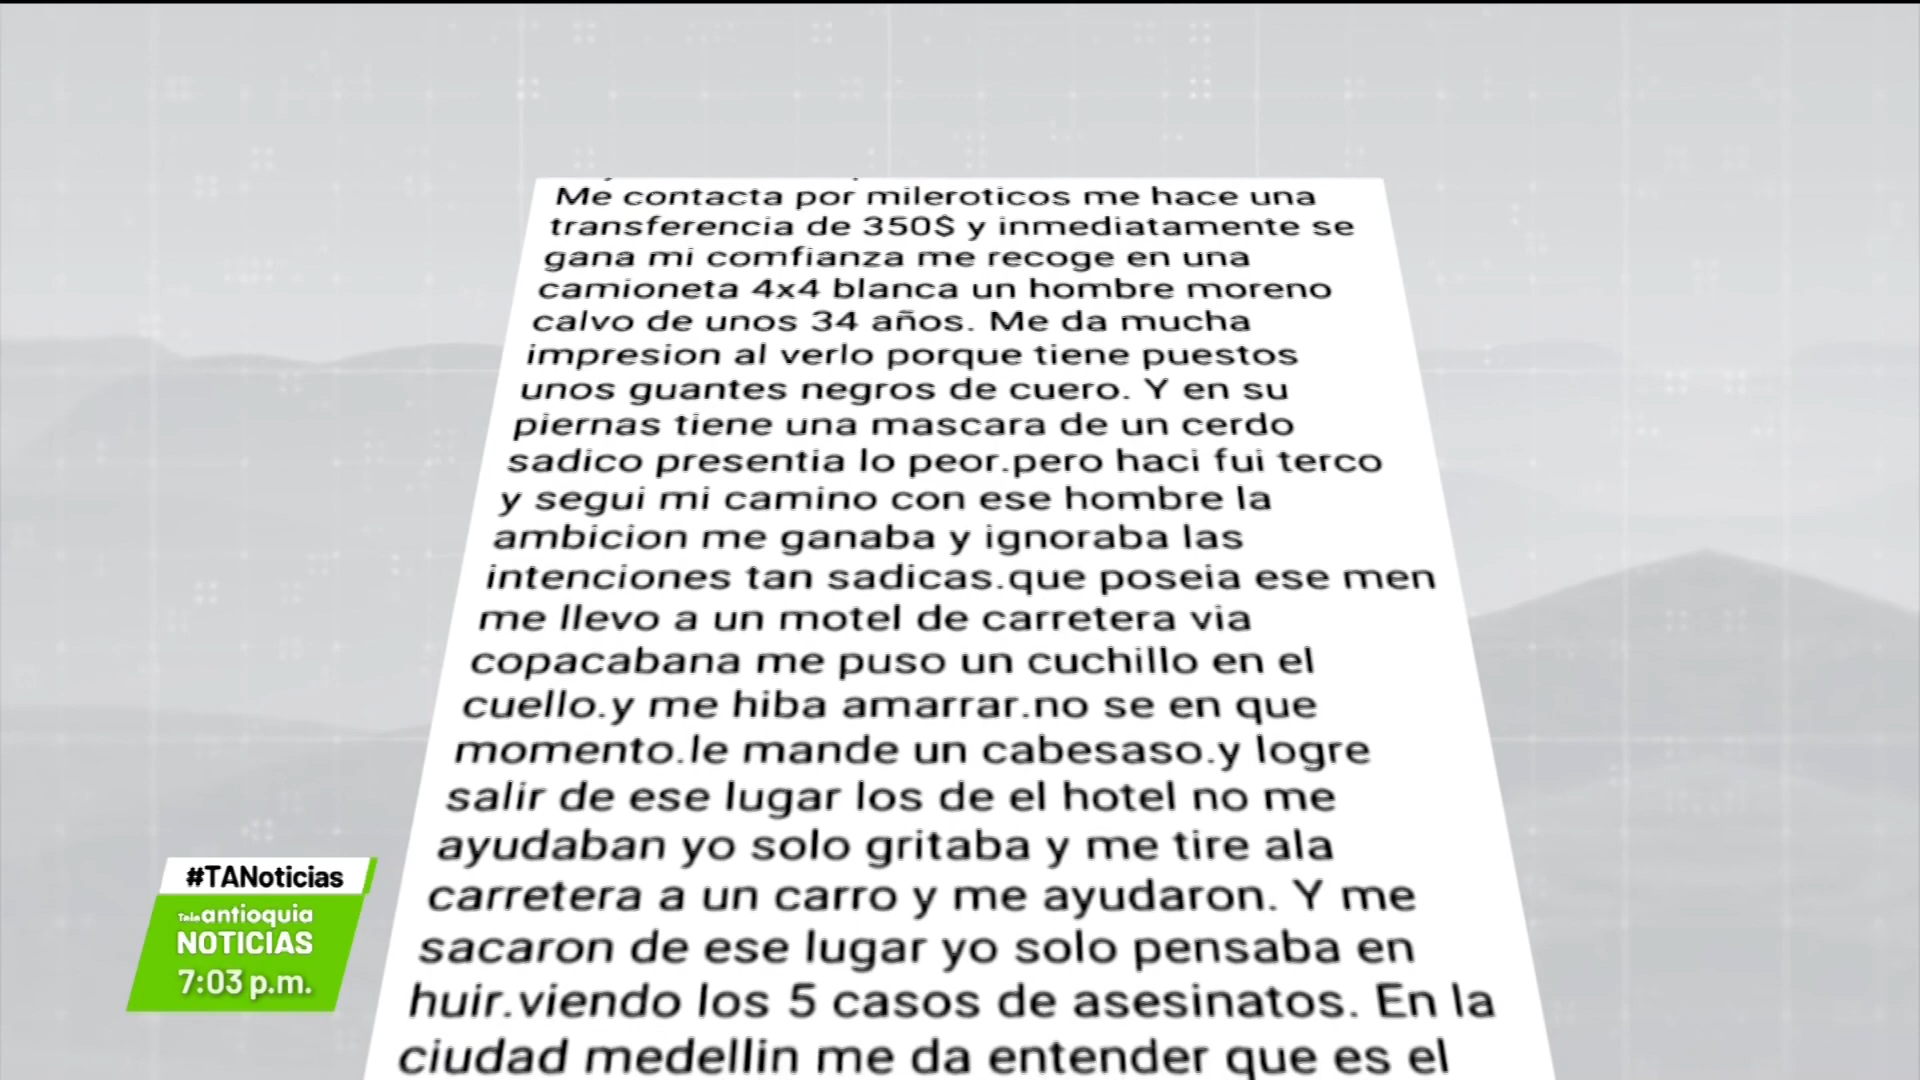 Me contacta por mileroticos me hace una
transferencia de 350$ y inmediatamente se
gana mi comfianza me recoge en una
camioneta 4x4 blanca un hombre moreno
calvo de unos 34 años. Me da mucha
impresion al verlo porque tiene puestos
unos guantes negros de cuero. Y en su
piernas tiene una mascara de un cerdo
sadico presentia lo peor.pero haci fui terco
y segui mi camino con ese hombre la
ambicion me ganaba y ignoraba las
intenciones tan sadicas.que poseia ese men
me llevo a un motel de carretera via
copacabana me puso un cuchillo en el
cuello.y me hiba amarrar.no se en que
momento.le mande un cabesaso.y logre
salir de ese lugar los de el hotel no me
ayudaban yo solo gritaba y me tire ala
carretera a un carro y me ayudaron. Y me
sacaron de ese lugar yo solo pensaba en
huir.viendo los 5 casos de asesinatos. En la
ciudad medellin me da entender que es el
#TANoticias
Teleantioquia
NOTICIAS
7:03 p.m.